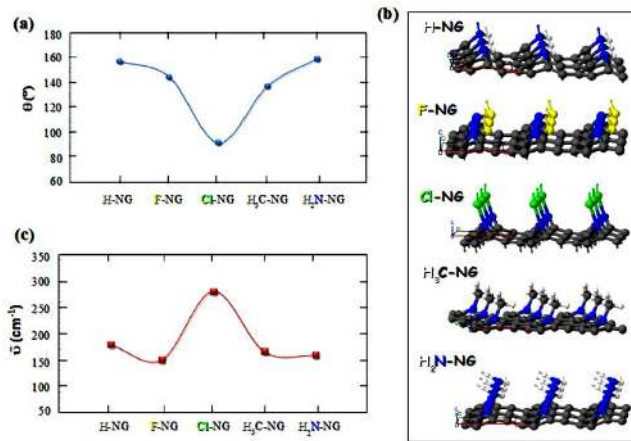 (a)
180
160
140
120
100
80
60
Θ (°)
H-NG F-NG Cl-NG H₃C-NG H₂N-NG
(c)
350
300
250
200
150
100
50
ῡ (cm⁻¹)
H-NG F-NG Cl-NG H₃C-NG H₂N-NG
(b)
H-NG
F-NG
Cl-NG
H₃C-NG
H₂N-NG